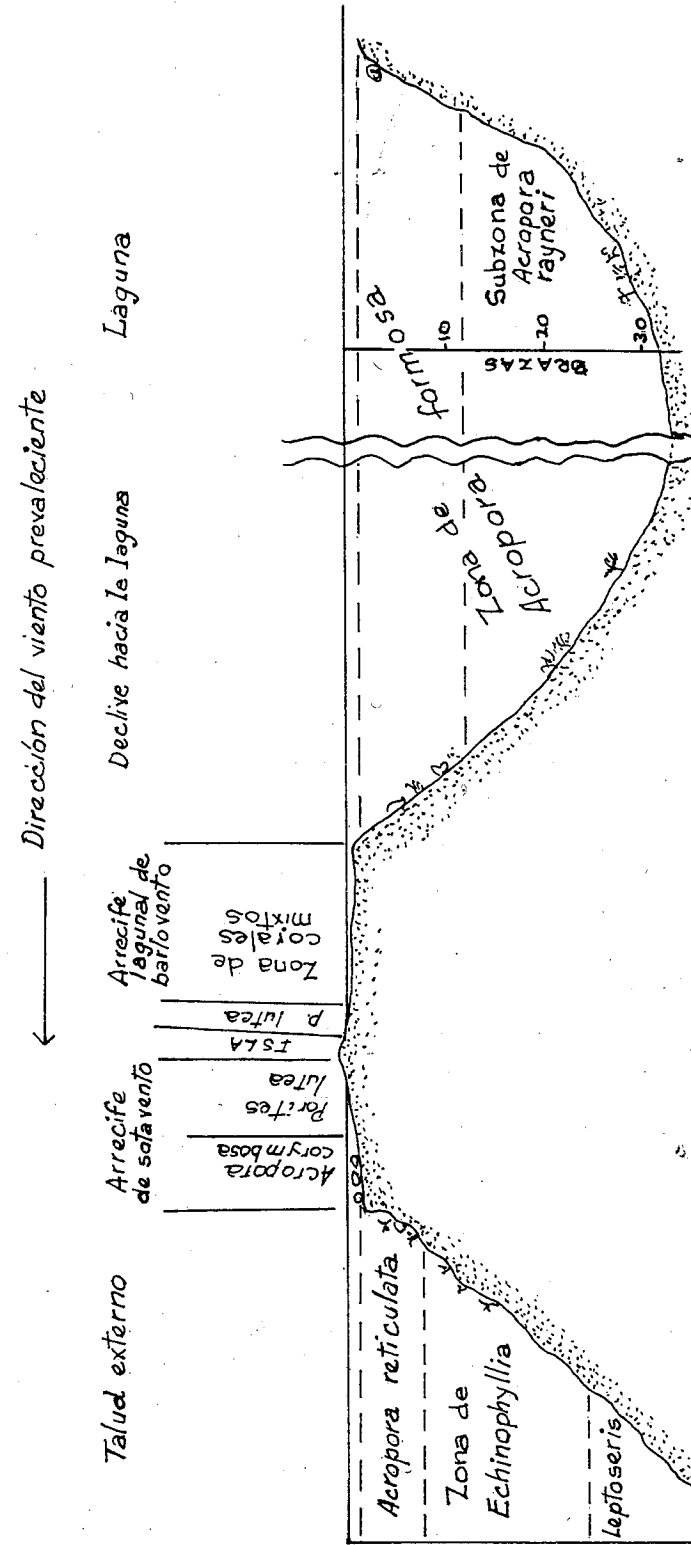 Dirección del viento prevaleciente
Talud externo
Arrecife
de sotavento
Arrecife
lagunal de
barlovento
Declive hacia la laguna
Laguna
Acropora
corymbosa
Porites
lutea
ISLA
P. lutea
Zona de
corales
mixtos
Acropora reticulata
Zona de
Echinophyllia
Leptoseris
Zona de
Acropora
formosa
BRAZAS
-10
-20
-30
Subzona de
Acropora
rayneri